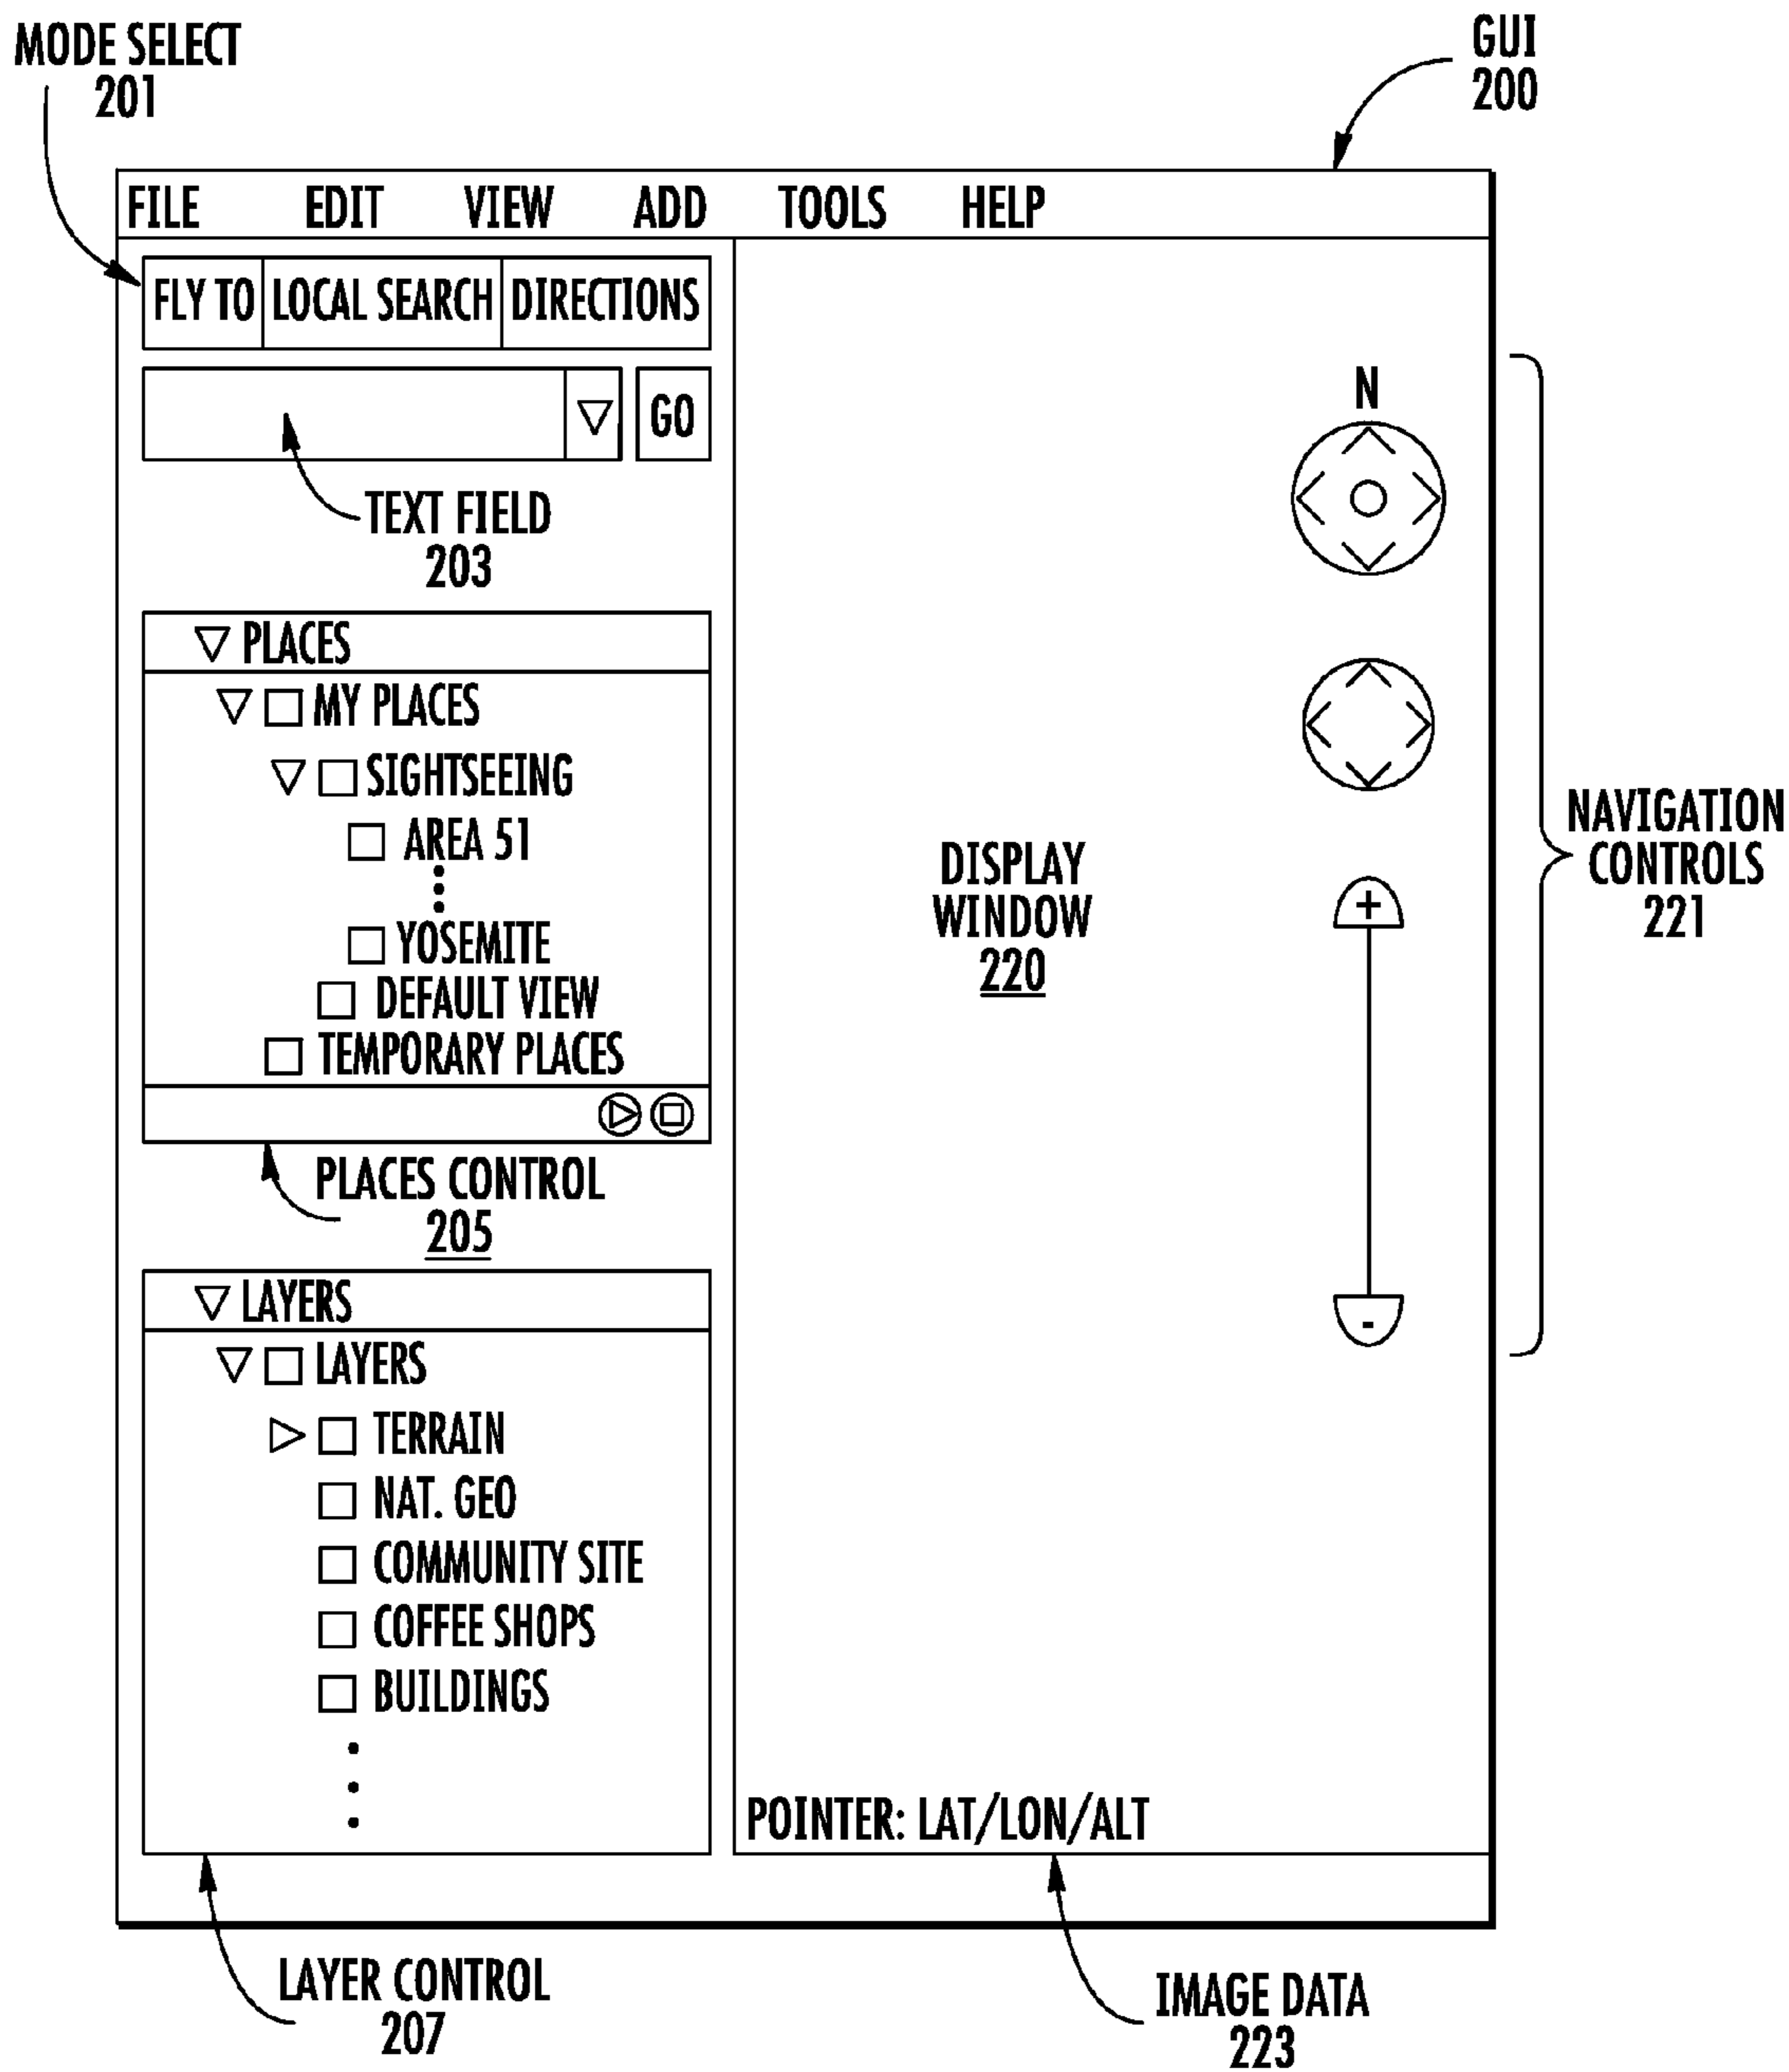 MODE SELECT
201
GUI
200
FILE EDIT VIEW ADD TOOLS HELP
FLY TO LOCAL SEARCH DIRECTIONS
GO
TEXT FIELD
203
PLACES
MY PLACES
SIGHTSEEING
AREA 51
YOSEMITE
DEFAULT VIEW
TEMPORARY PLACES
PLACES CONTROL
205
LAYERS
LAYERS
TERRAIN
NAT. GEO
COMMUNITY SITE
COFFEE SHOPS
BUILDINGS
LAYER CONTROL
207
N
+
-
DISPLAY
WINDOW
220
NAVIGATION
CONTROLS
221
POINTER: LAT/LON/ALT
IMAGE DATA
223